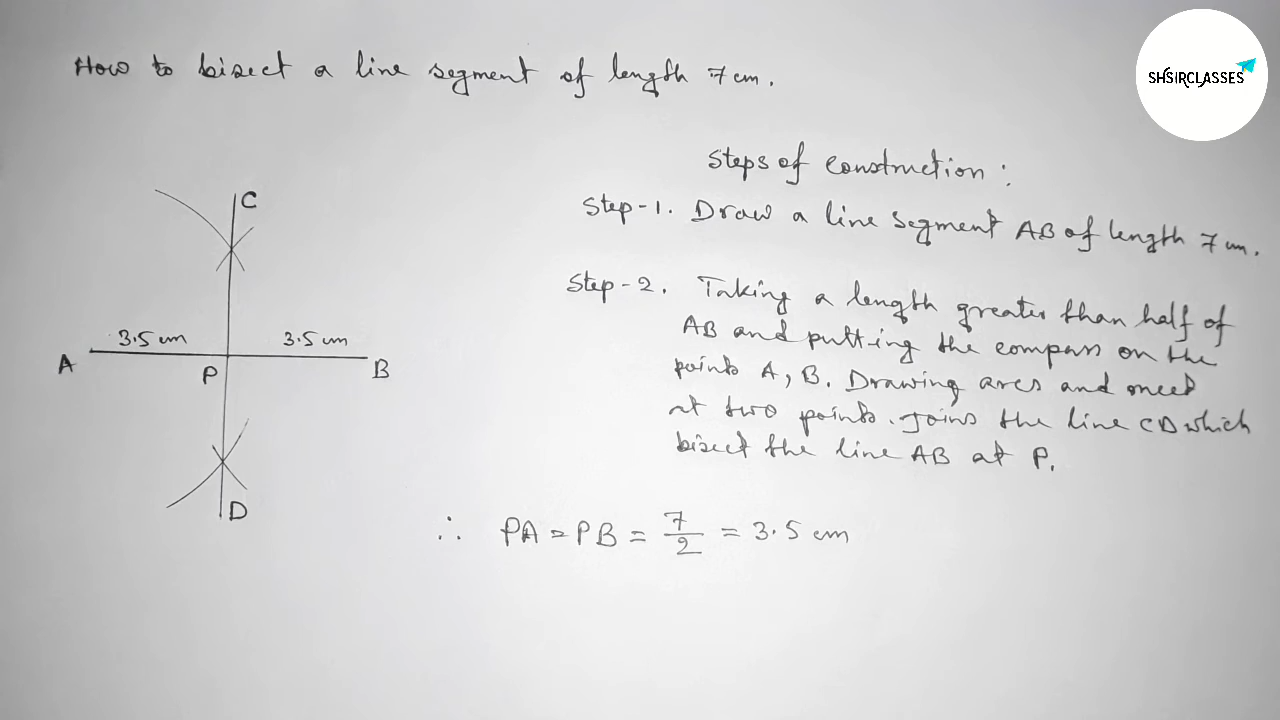 How to bisect a line segment of length 7 cm.
SHSIRCLASSES
Steps of construction:
Step-1. Draw a line segment AB of length 7 cm.
Step-2. Taking a length greater than half of
AB and putting the compass on the
points A, B. Drawing arcs and meet
at two points. Joins the line CD which
bisect the line AB at P.
C
3.5 cm 3.5 cm
A P B
D
∴ PA = PB = 7/2 = 3.5 cm